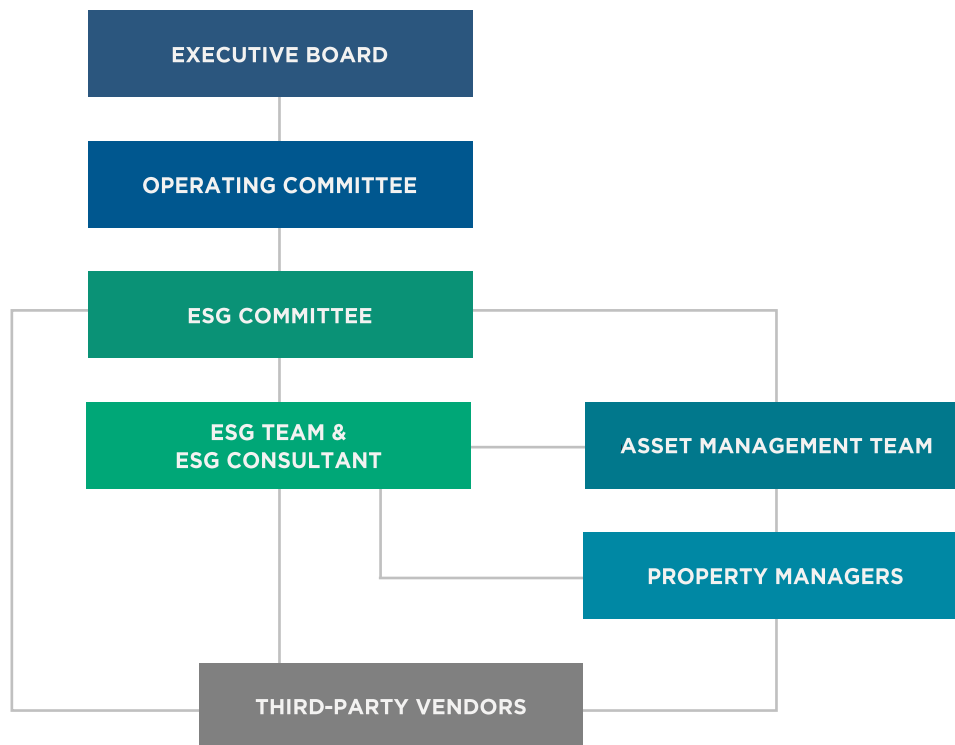 EXECUTIVE BOARD
OPERATING COMMITTEE
ESG COMMITTEE
ESG TEAM &
ESG CONSULTANT
ASSET MANAGEMENT TEAM
PROPERTY MANAGERS
THIRD-PARTY VENDORS